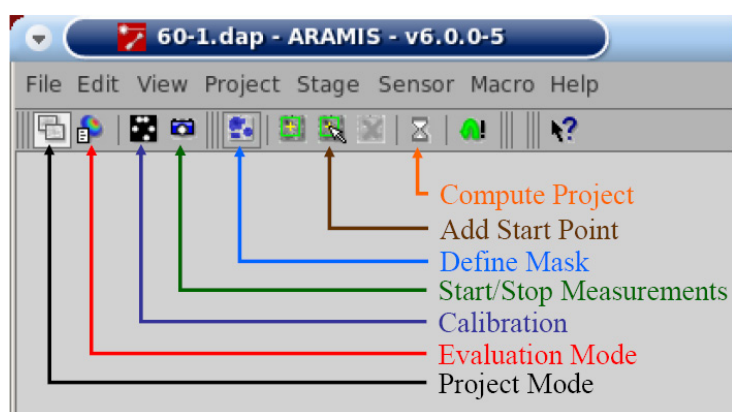 60-1.dap - ARAMIS - v6.0.0-5
File Edit View Project Stage Sensor Macro Help
Compute Project
Add Start Point
Define Mask
Start/Stop Measurements
Calibration
Evaluation Mode
Project Mode